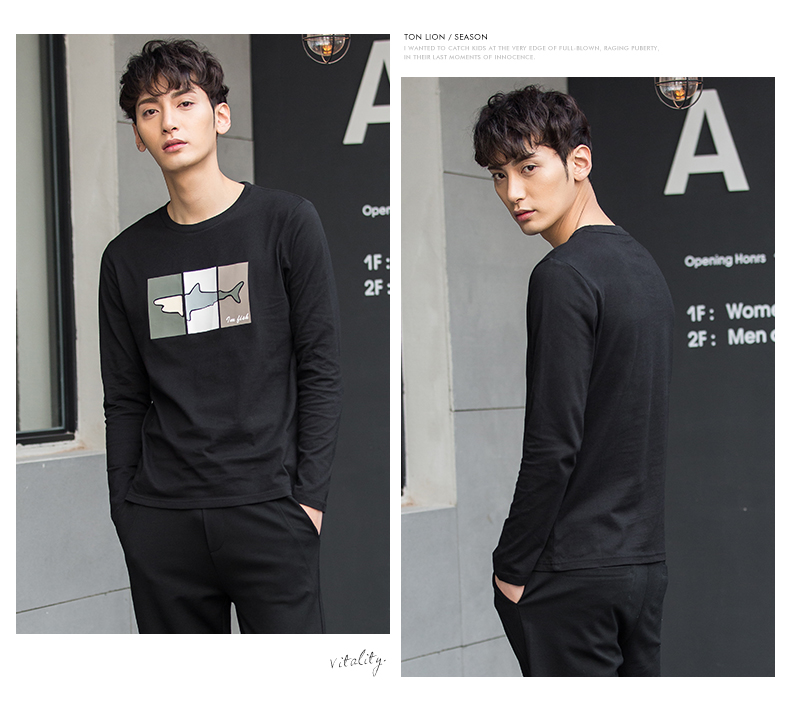 TON LION / SEASON
I WANTED TO CATCH KIDS AT THE VERY EDGE OF FULL-BLOWN, RAGING PUBERTY,
IN THEIR LAST MOMENTS OF INNOCENCE.
A
Open
1F :
2F :
I'm fish
A
Opening Honrs
1F : Wome
2F : Men
vitality.